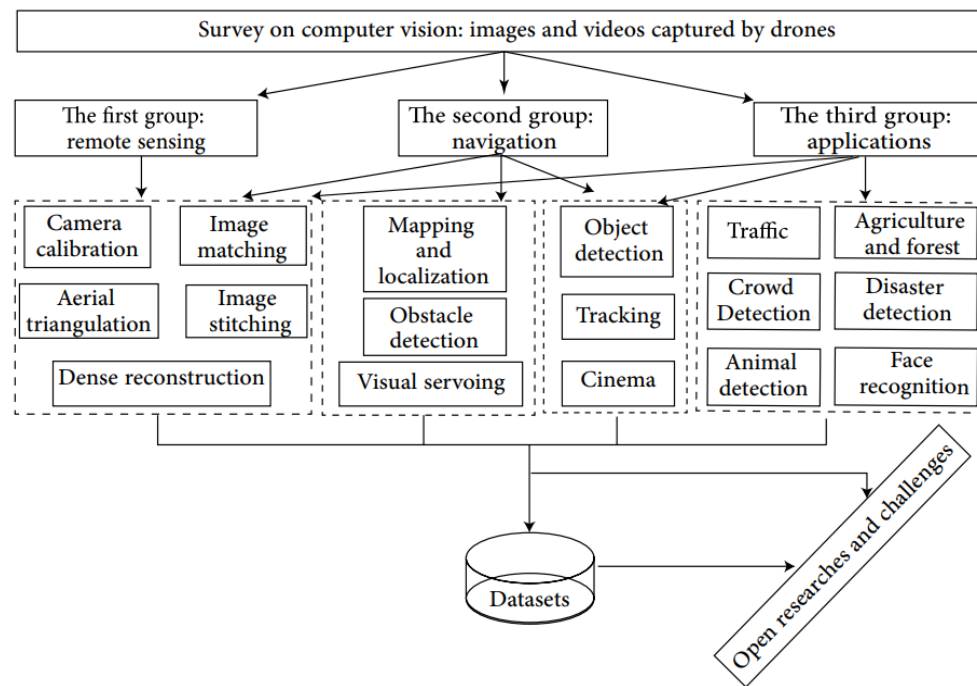 Survey on computer vision: images and videos captured by drones
The first group:
remote sensing
The second group:
navigation
The third group:
applications
Camera
calibration
Image
matching
Aerial
triangulation
Image
stitching
Dense reconstruction
Mapping
and
localization
Obstacle
detection
Visual servoing
Object
detection
Tracking
Cinema
Traffic
Agriculture
and forest
Crowd
Detection
Disaster
detection
Animal
detection
Face
recognition
Datasets
Open researches and challenges